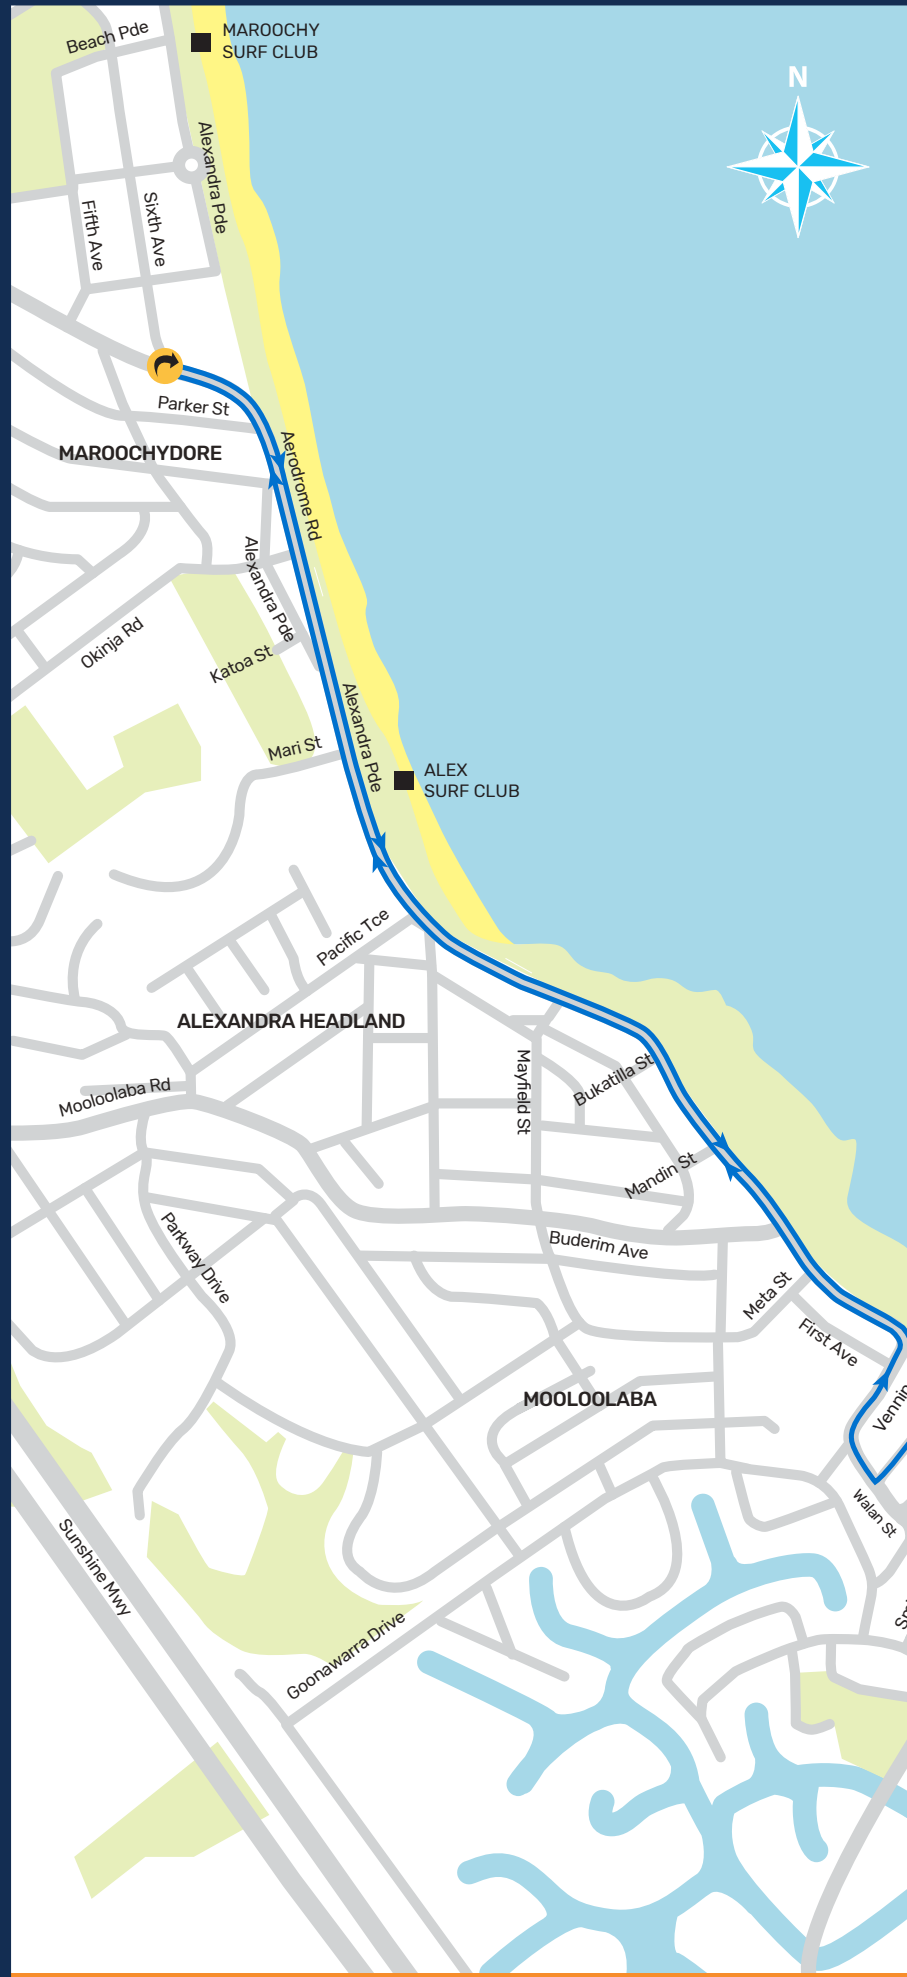 MAROOCHY
SURF CLUB
Beach Pde
N
Alexandra Pde
Fifth Ave
Sixth Ave
Parker St
MAROOCHYDORE
Aerodrome Rd
Alexandra Pde
Okinja Rd
Katoa St
Alexandra Pde
Mari St
ALEX
SURF CLUB
Pacific Tce
ALEXANDRA HEADLAND
Mayfield St
Bukatilla St
Mooloolaba Rd
Mandin St
Parkway Drive
Buderim Ave
Meta St
First Ave
MOOLOOLABA
Walan St
Sunshine Mwy
Goonawarra Drive